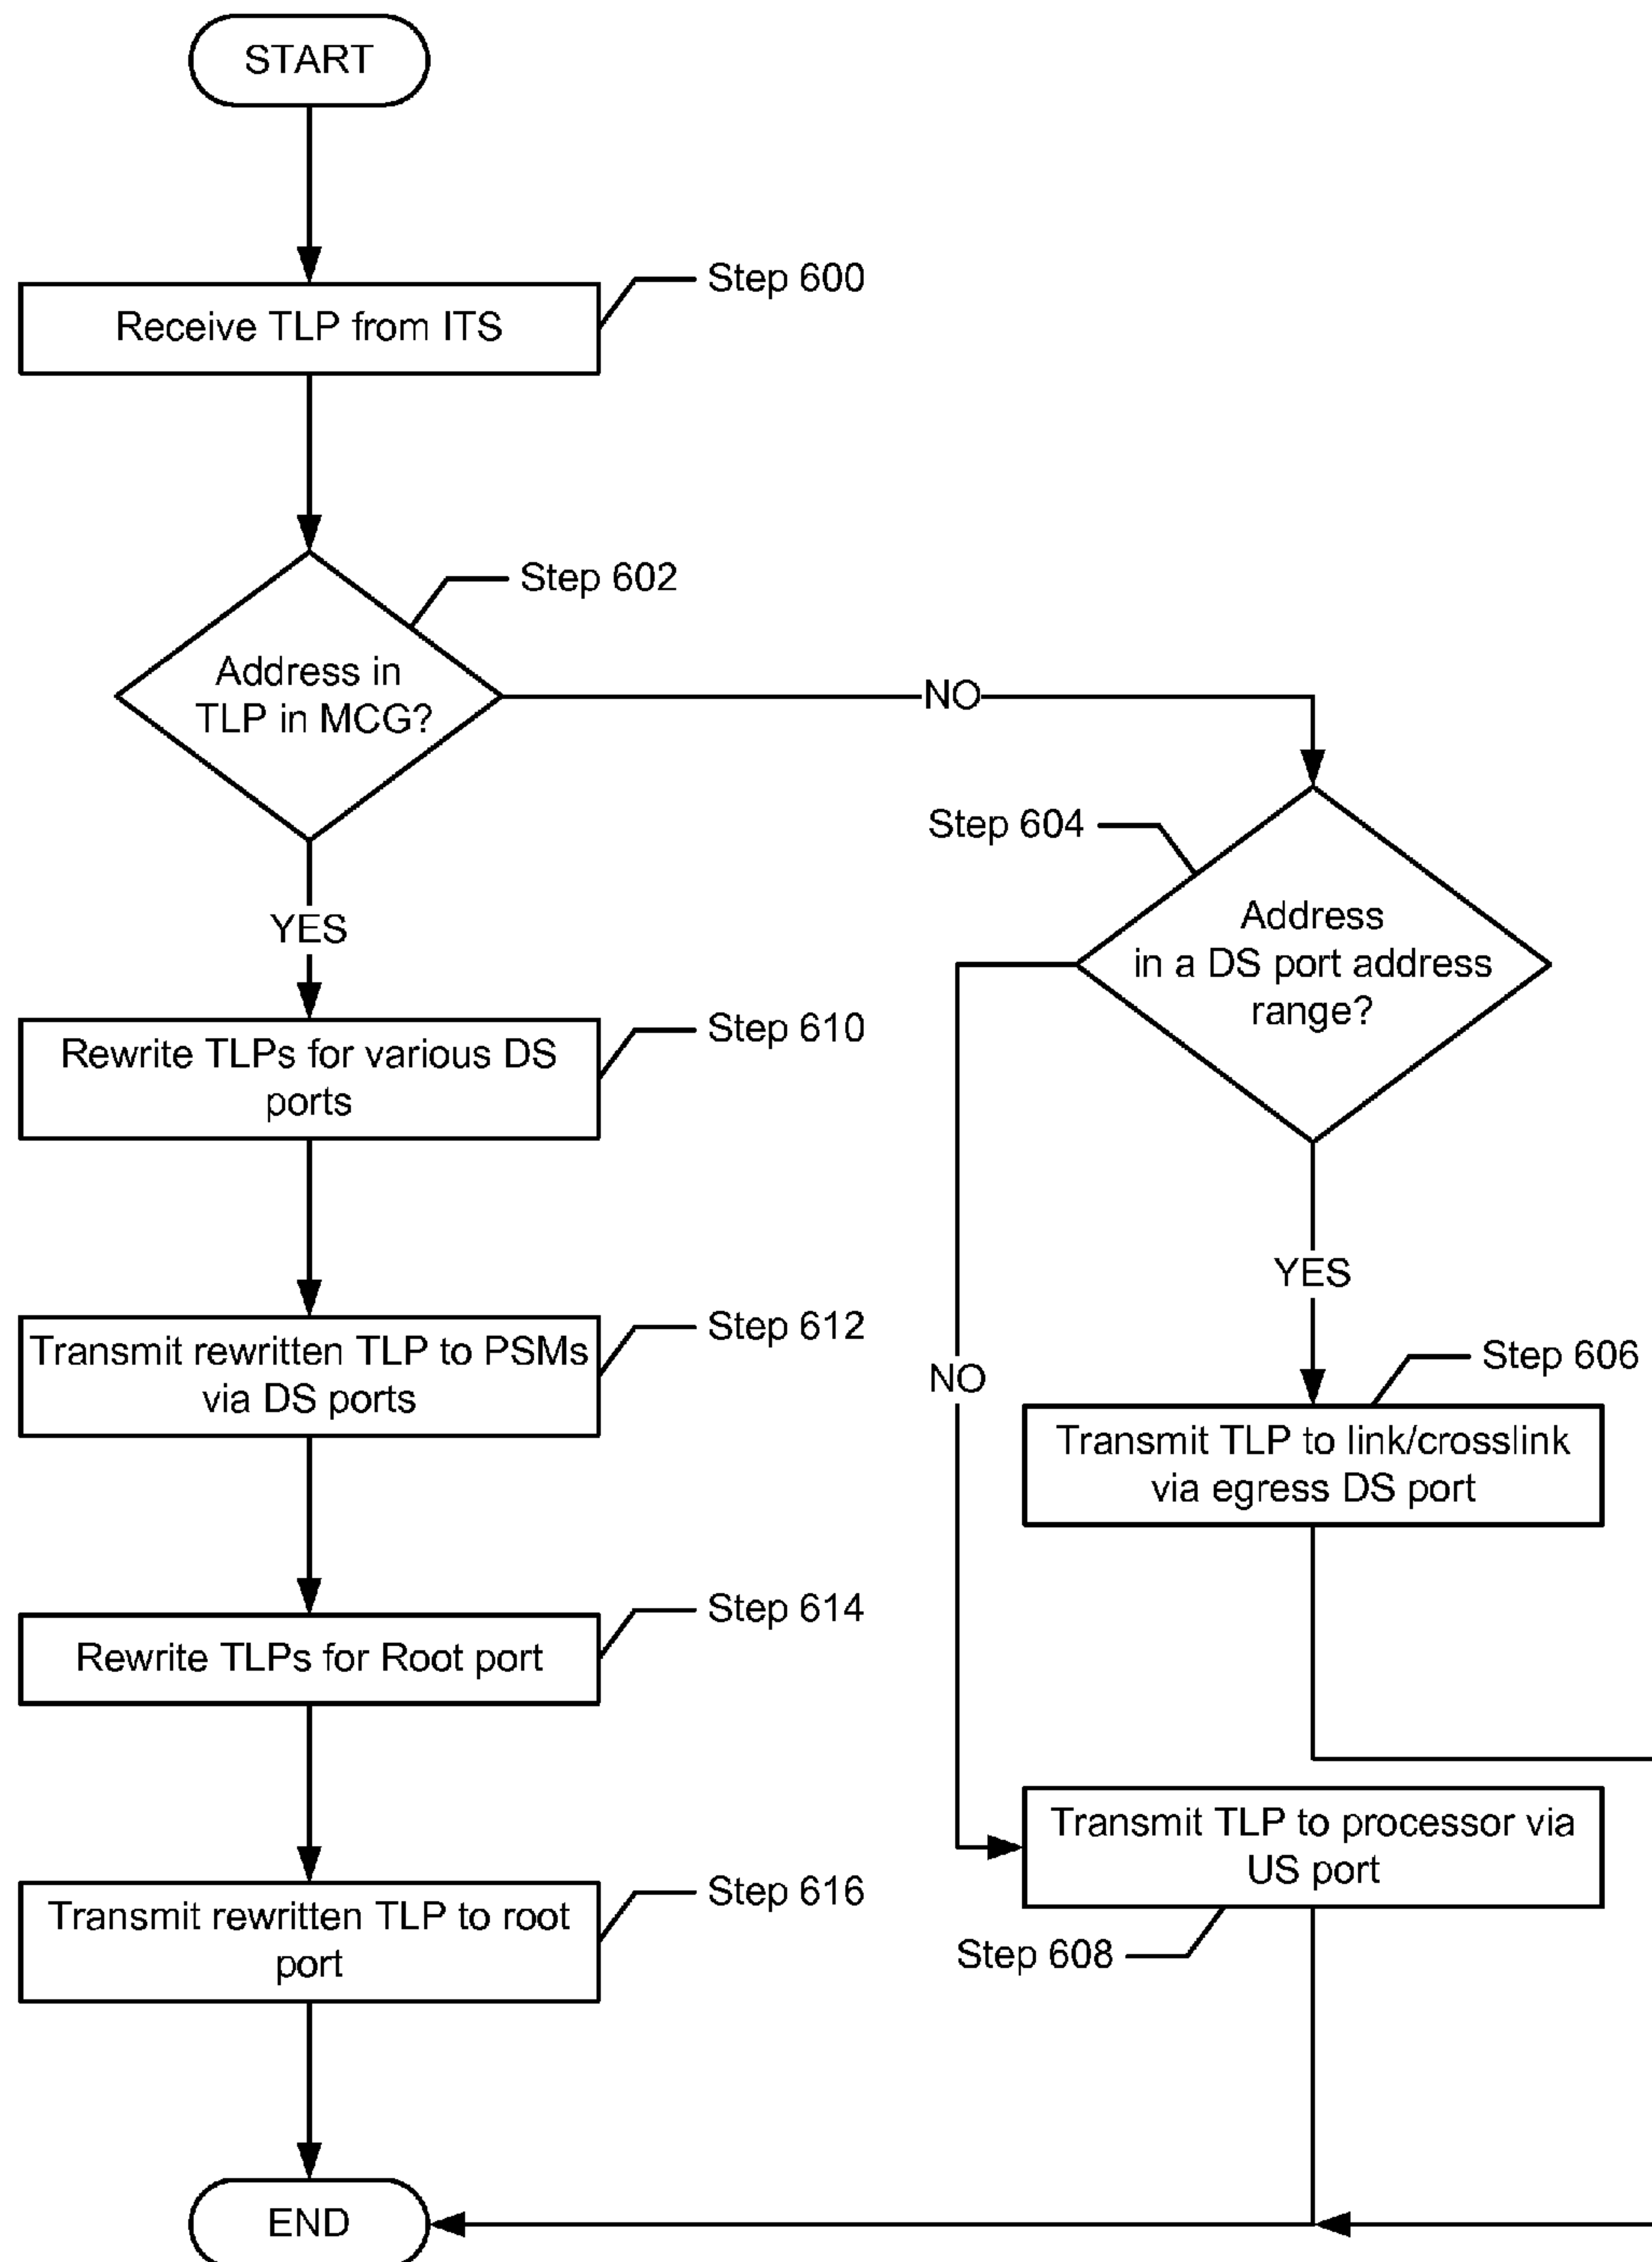 START
Step 600
Receive TLP from ITS
Step 602
Address in
TLP in MCG?
NO
Step 604
Address
in a DS port address
range?
YES
Step 610
Rewrite TLPs for various DS
ports
YES
Step 612
Transmit rewritten TLP to PSMs
via DS ports
NO
Step 606
Transmit TLP to link/crosslink
via egress DS port
Step 614
Rewrite TLPs for Root port
Transmit TLP to processor via
US port
Step 608
Step 616
Transmit rewritten TLP to root
port
END